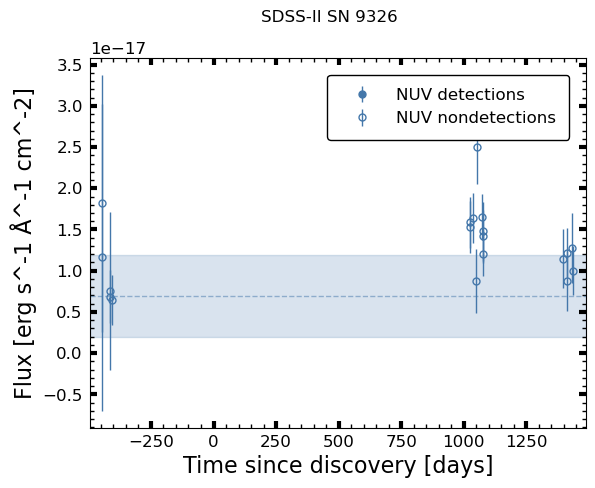 SDSS-II SN 9326
1e−17
NUV detections
NUV nondetections
3.5
3.0
2.5
2.0
1.5
1.0
0.5
0.0
−0.5
Flux [erg s^-1 Å^-1 cm^-2]
−250 0 250 500 750 1000 1250
Time since discovery [days]